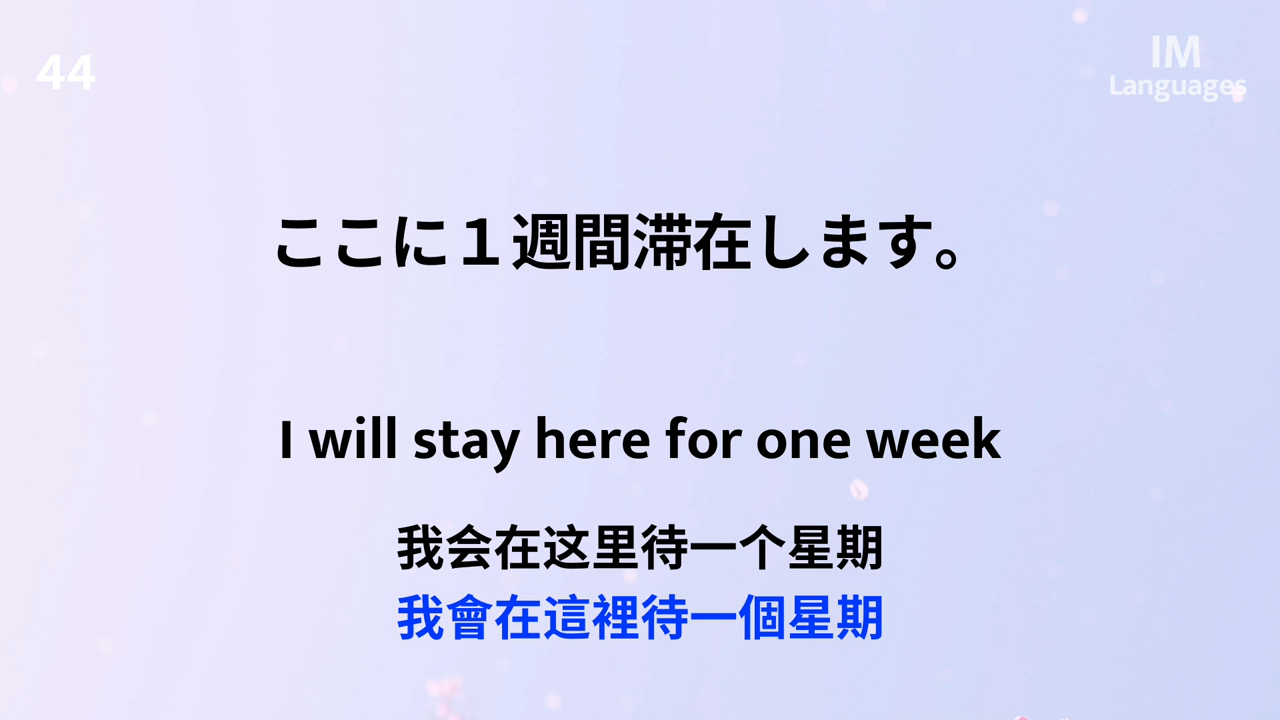 44
IM
Languages
ここに１週間滞在します。
I will stay here for one week
我会在这里待一个星期
我會在這裡待一個星期